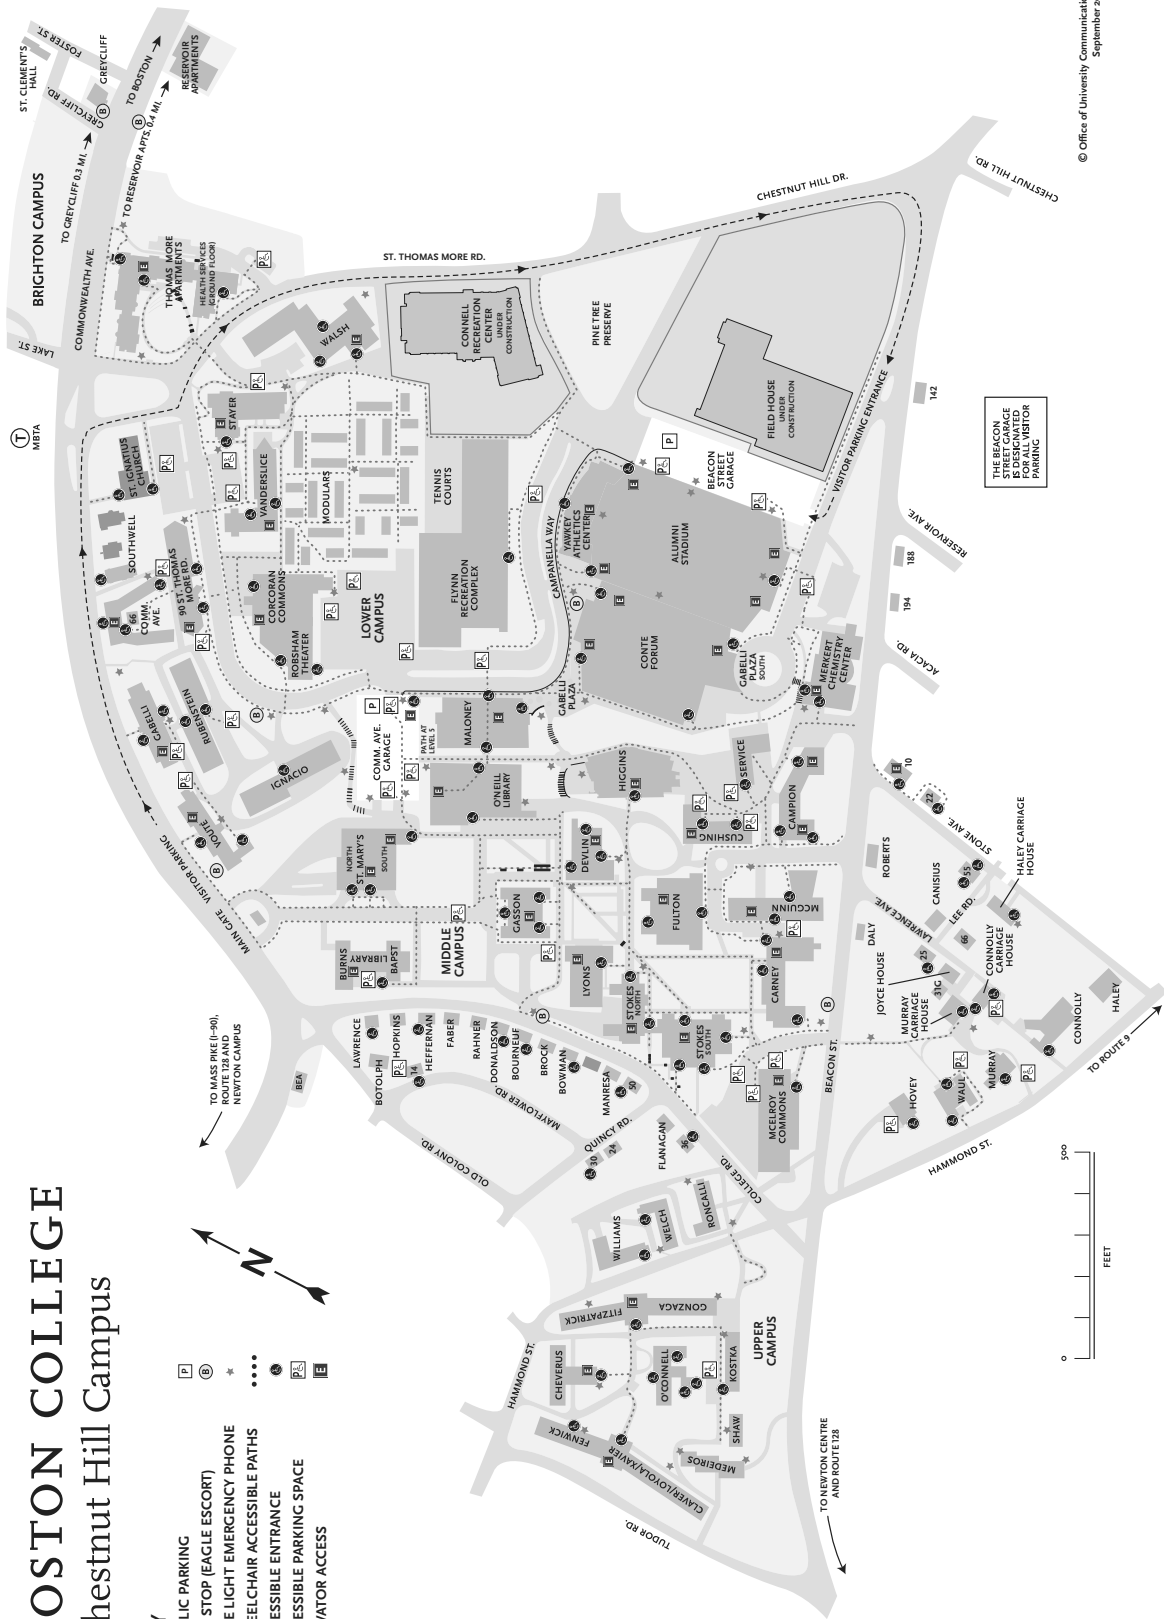 OSTON COLLEGE
hestnut Hill Campus
LIC PARKING
STOP (EAGLE ESCORT)
E LIGHT EMERGENCY PHONE
EELCHAIR ACCESSIBLE PATHS
ESSIBLE ENTRANCE
ESSIBLE PARKING SPACE
VATOR ACCESS
P
B
E
N
TO MASS PIKE (I-90),
ROUTE 128 AND
NEWTON CAMPUS
BEA
MAIN GATE
VISITOR PARKING
COMMONWEALTH AVE.
LAKE ST.
T
MBTA
BRIGHTON CAMPUS
TO GREYCLIFF 0.3 MI.
TO RESERVOIR APTS. 0.4 MI.
TO BOSTON
ST. CLEMENT'S
HALL
FOSTER ST.
GREYCLIFF RD.
GREYCLIFF
RESERVOIR
APARTMENTS
THOMAS MORE
APARTMENTS
HEALTH SERVICES
(GROUND FLOOR)
ST. IGNATIUS
CHURCH
SOUTHWELL
66
COMM.
AVE.
90 ST. THOMAS
MORE RD.
GABELLI
RUBENSTEIN
VOUTE
IGNACIO
STAYER
VANDERSLICE
WALSH
MODULARS
CORCORAN
COMMONS
ROBSHAM
THEATER
LOWER
CAMPUS
ST. THOMAS MORE RD.
CONNELL
RECREATION
CENTER
UNDER
CONSTRUCTION
TENNIS
COURTS
FLYNN
RECREATION
COMPLEX
CAMPANELLA WAY
PINE TREE
PRESERVE
CHESTNUT HILL DR.
CHESTNUT HILL RD.
FIELD HOUSE
UNDER
CONSTRUCTION
VISITOR PARKING ENTRANCE
BEACON
STREET
GARAGE
YAWKEY
ATHLETICS
CENTER
ALUMNI
STADIUM
CONTE
FORUM
GABELLI
PLAZA
GABELLI
PLAZA
SOUTH
MERKERT
CHEMISTRY
CENTER
142
188
194
RESERVOIR AVE.
ACACIA RD.
THE BEACON
STREET GARAGE
IS DESIGNATED
FOR ALL VISITOR
PARKING
COMM. AVE.
GARAGE
PATH AT
LEVEL 5
MALONEY
O'NEILL
LIBRARY
NORTH
ST. MARY'S
SOUTH
BURNS
LIBRARY
BAPST
MIDDLE
CAMPUS
GASSON
DEVLIN
HIGGINS
SERVICE
CUSHING
CAMPION
FULTON
LYONS
STOKES
NORTH
STOKES
SOUTH
MCGUINN
CARNEY
MCELROY
COMMONS
LAWRENCE
BOTOLPH
HOPKINS
14
HEFFERNAN
FABER
RAHNER
DONALDSON
BOURNEUF
BROCK
BOWMAN
MANRESA
50
MAYFLOWER RD.
OLD COLONY RD.
QUINCY RD.
30
24
FLANAGAN
36
COLLEGE RD.
BEACON ST.
10
22
STONE AVE.
ROBERTS
CANISIUS
55
LEE RD.
HALEY CARRIAGE
HOUSE
LAWRENCE AVE.
DALY
66
25
31G
JOYCE HOUSE
CONNOLLY
CARRIAGE
HOUSE
MURRAY
CARRIAGE
HOUSE
CONNOLLY
HALEY
TO ROUTE 9
HOVEY
WAUL
MURRAY
HAMMOND ST.
WILLIAMS
WELCH
RONCALLI
FITZPATRICK
GONZAGA
CHEVERUS
O'CONNELL
KOSTKA
UPPER
CAMPUS
FENWICK
CLAVER/LOYOLA/XAVIER
SHAW
MEDEIROS
HAMMOND ST.
TUDOR RD.
TO NEWTON CENTRE
AND ROUTE 128
0
500
FEET
© Office of University Communicatio
September 20